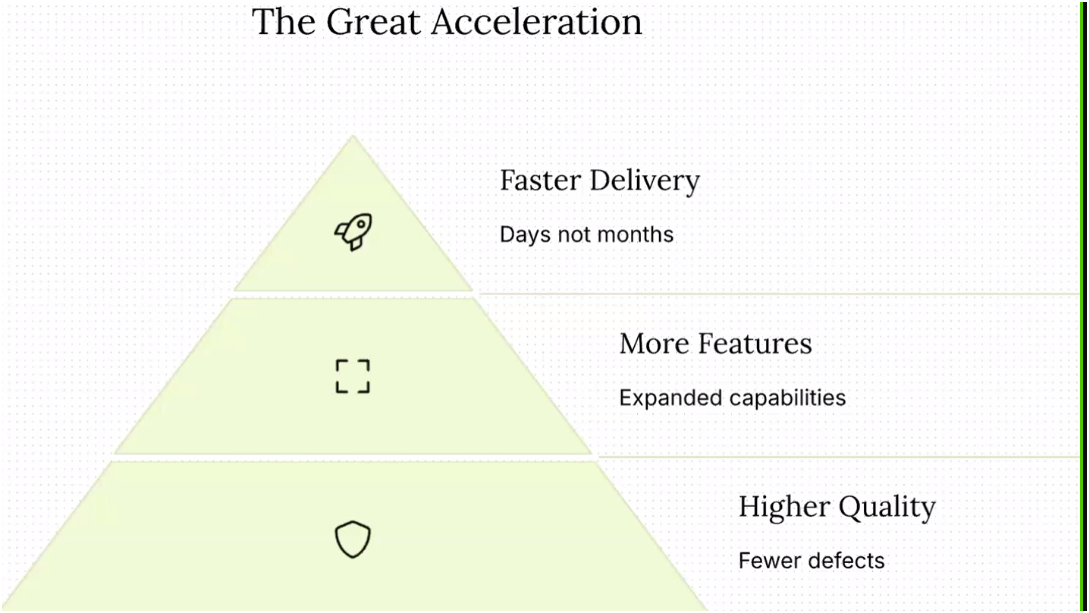 The Great Acceleration
Faster Delivery
Days not months
More Features
Expanded capabilities
Higher Quality
Fewer defects